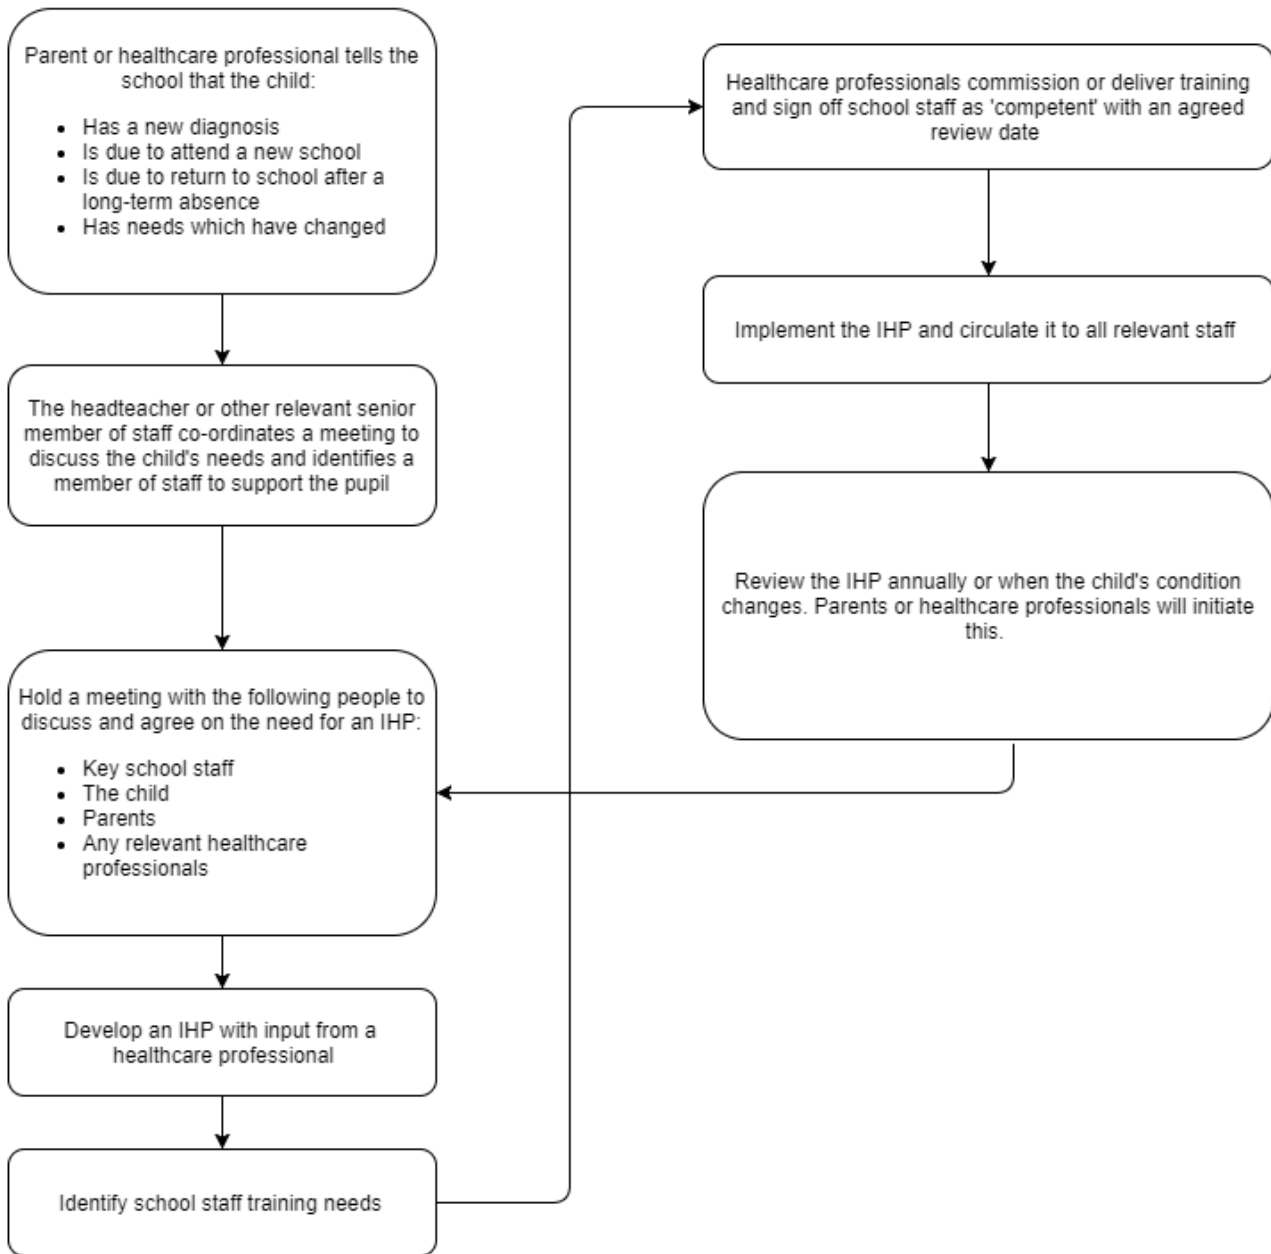 Parent or healthcare professional tells the
school that the child:
• Has a new diagnosis
• Is due to attend a new school
• Is due to return to school after a
long-term absence
• Has needs which have changed
The headteacher or other relevant senior
member of staff co-ordinates a meeting to
discuss the child's needs and identifies a
member of staff to support the pupil
Hold a meeting with the following people to
discuss and agree on the need for an IHP:
• Key school staff
• The child
• Parents
• Any relevant healthcare
professionals
Develop an IHP with input from a
healthcare professional
Identify school staff training needs
Healthcare professionals commission or deliver training
and sign off school staff as 'competent' with an agreed
review date
Implement the IHP and circulate it to all relevant staff
Review the IHP annually or when the child's condition
changes. Parents or healthcare professionals will initiate
this.